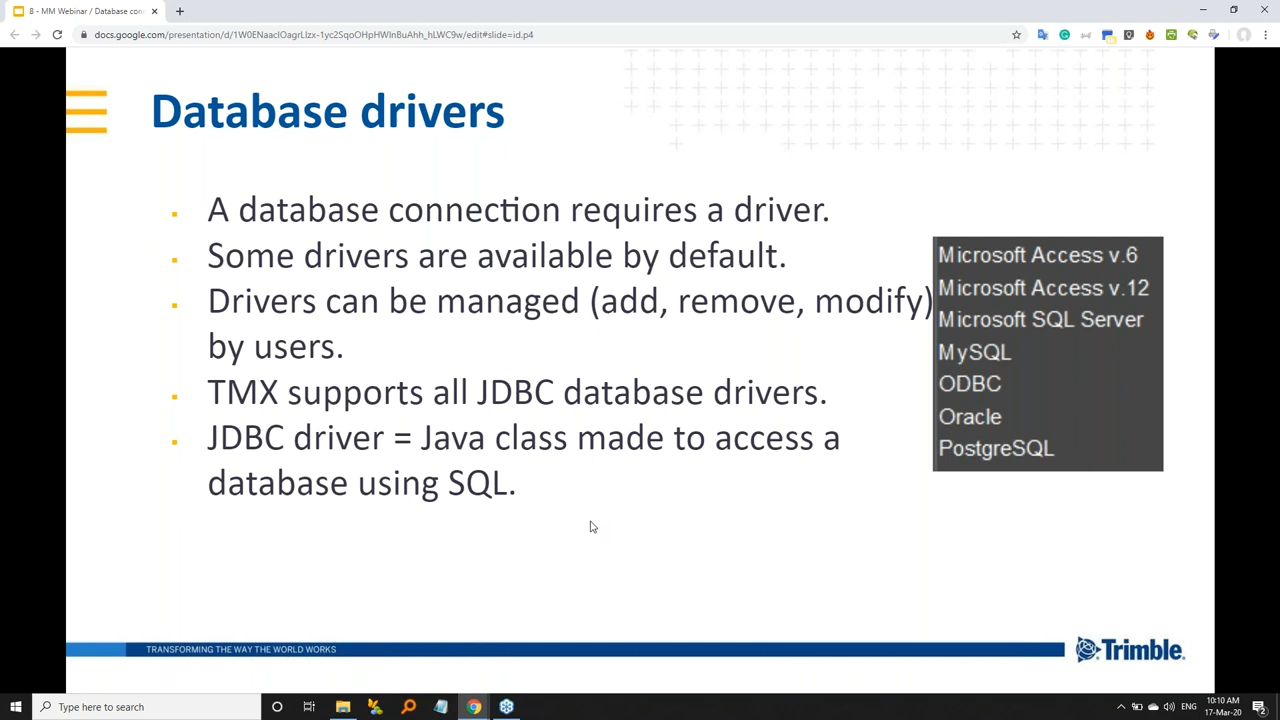 8 - MM Webinar / Database con
docs.google.com/presentation/d/1W0ENaacIOagrLIzx-1yc2SqoOHpHWInBuAhh_hLWC9w/edit#slide=id.p4
Database drivers
A database connection requires a driver.
Some drivers are available by default.
Drivers can be managed (add, remove, modify)
by users.
TMX supports all JDBC database drivers.
JDBC driver = Java class made to access a
database using SQL.
Microsoft Access v.6
Microsoft Access v.12
Microsoft SQL Server
MySQL
ODBC
Oracle
PostgreSQL
TRANSFORMING THE WAY THE WORLD WORKS
Trimble.
Type here to search
ENG
10:10 AM
17-Mar-20
2